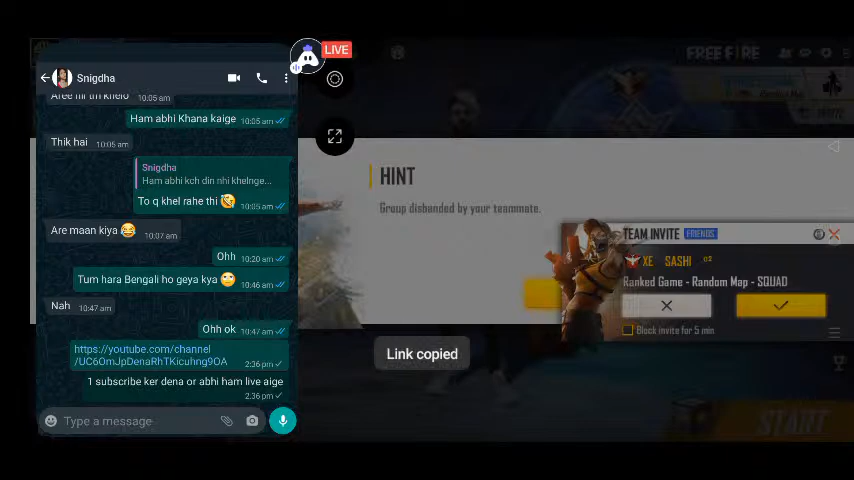 Snigdha
LIVE
Aree nii tm khelo
10:05 am
Ham abhi Khana kaige 10:05 am
Thik hai 10:05 am
Snigdha
Ham abhi kch din nhi khelnge...
To q khel rahe thi 🤣 10:05 am
Are maan kiya 😂 10:07 am
Ohh 10:20 am
Tum hara Bengali ho geya kya 🙄 10:46 am
Nah 10:47 am
Ohh ok 10:47 am
https://youtube.com/channel
/UC6OmJpDenaRhTKicuhng9OA 2:36 pm
1 subscribe ker dena or abhi ham live aige
2:36 pm
Type a message
FREE FIRE
HINT
Group disbanded by your teammate.
TEAM INVITE FRIENDS
XE SASHI
Ranked Game - Random Map - SQUAD
Block invite for 5 min
Link copied
START